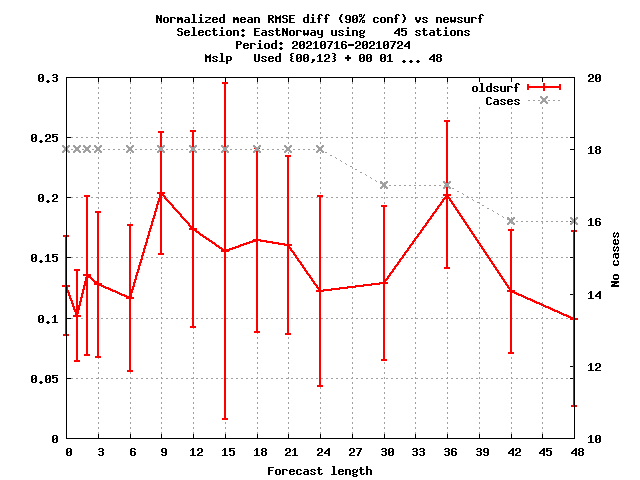 Normalized mean RMSE diff (90% conf) vs newsurf
Selection: EastNorway using    45 stations
Period: 20210716-20210724
Mslp   Used {00,12} + 00 01 ... 48
oldsurf
Cases
0.3
0.25
0.2
0.15
0.1
0.05
0
20
18
16
14
12
10
No cases
0 3 6 9 12 15 18 21 24 27 30 33 36 39 42 45 48
Forecast length